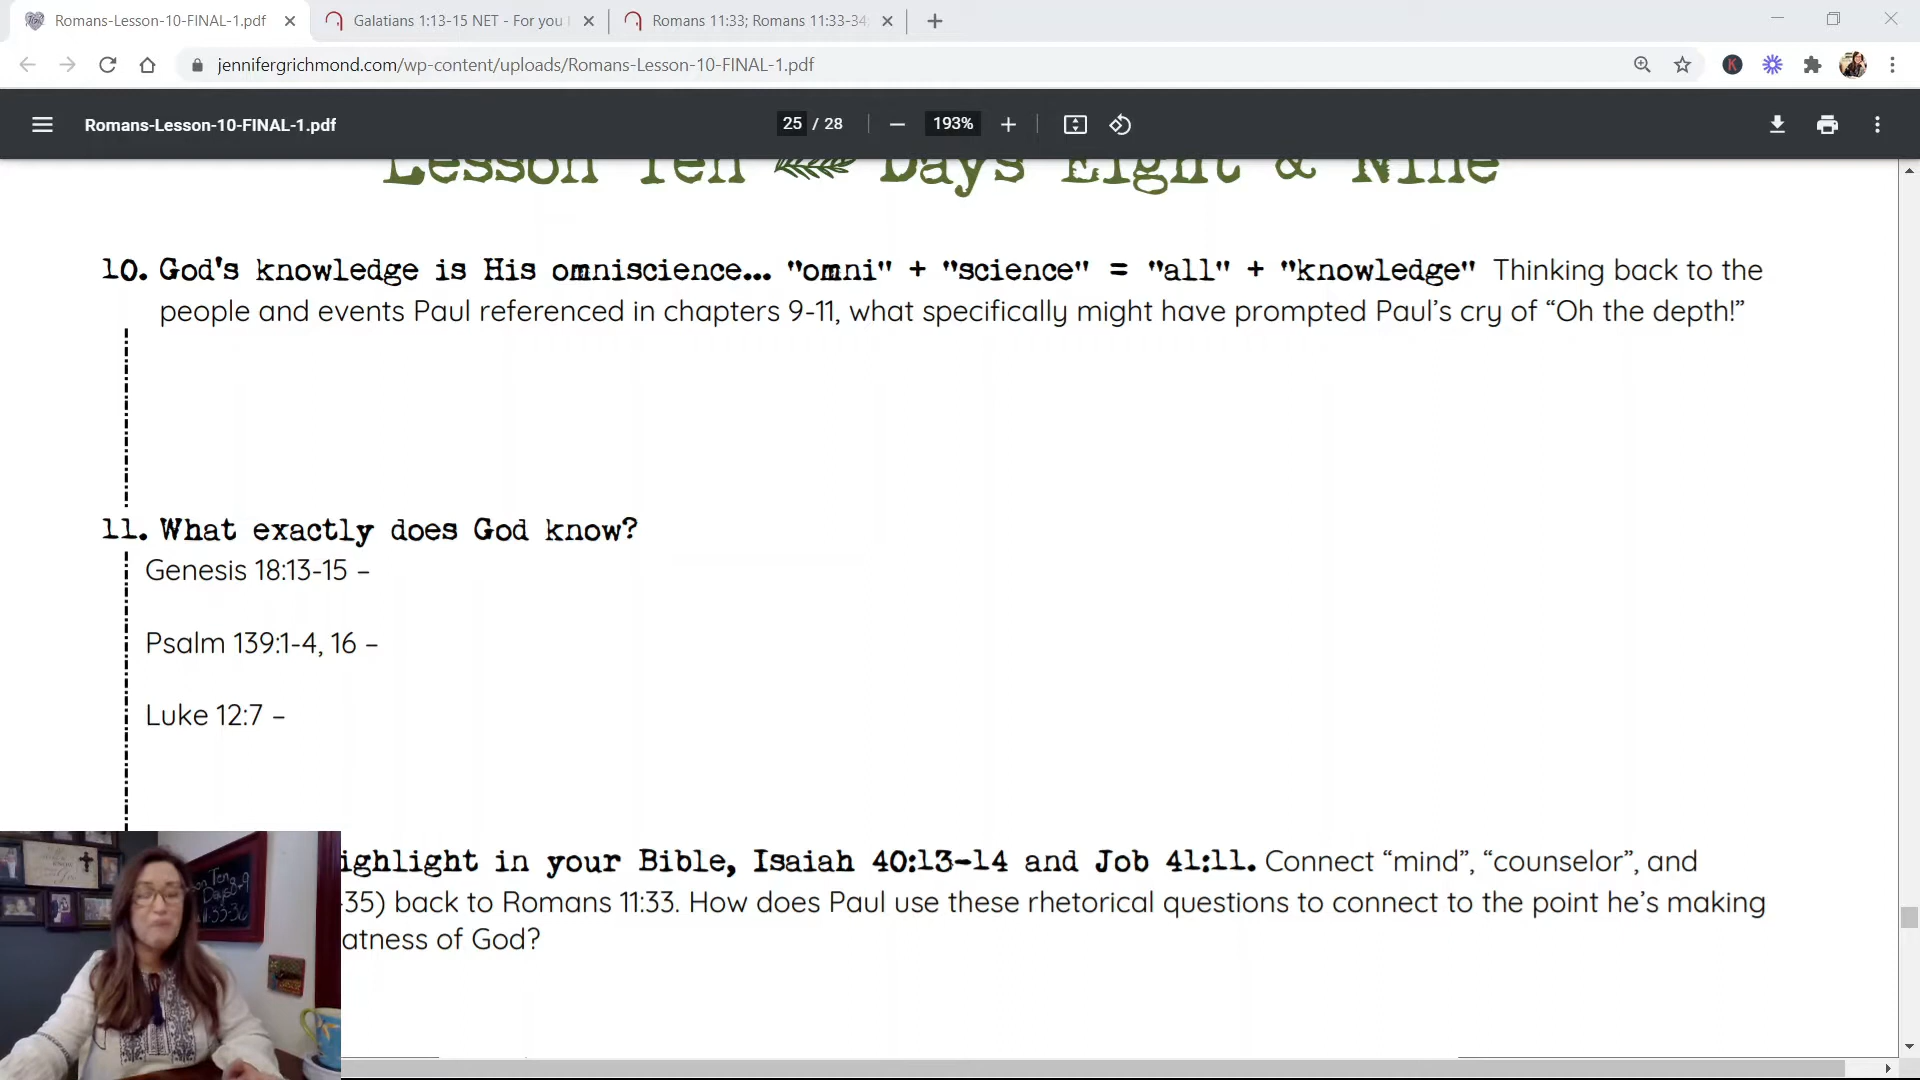 Romans-Lesson-10-FINAL-1.pdf
Galatians 1:13-15 NET - For you
Romans 11:33; Romans 11:33-34;
jennifergrichmond.com/wp-content/uploads/Romans-Lesson-10-FINAL-1.pdf
Romans-Lesson-10-FINAL-1.pdf
25 / 28
193%
Lesson Ten Days Eight & Nine
10. God's knowledge is His omniscience... "omni" + "science" = "all" + "knowledge" Thinking back to the
people and events Paul referenced in chapters 9-11, what specifically might have prompted Paul’s cry of “Oh the depth!”
11. What exactly does God know?
Genesis 18:13-15 –
Psalm 139:1-4, 16 –
Luke 12:7 –
ighlight in your Bible, Isaiah 40:13-14 and Job 41:11. Connect “mind”, “counselor”, and
-35) back to Romans 11:33. How does Paul use these rhetorical questions to connect to the point he’s making
atness of God?